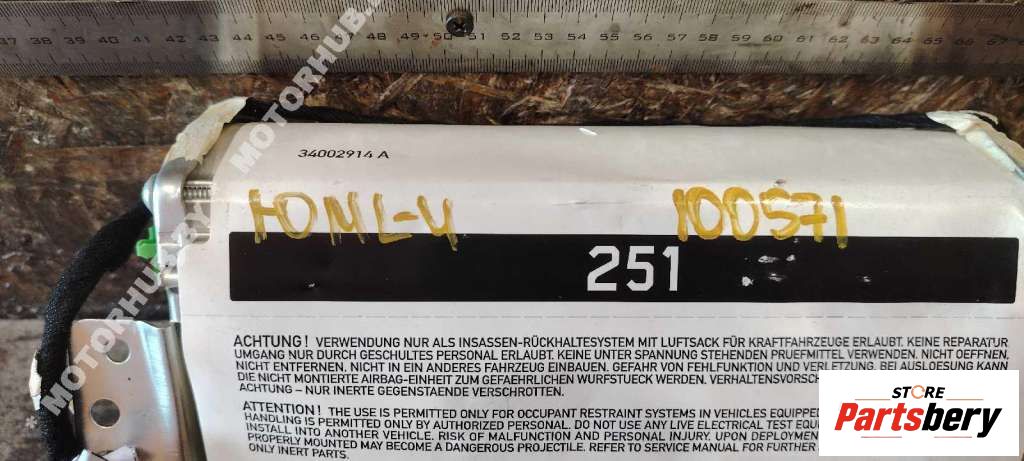 37 38 39 40 41 42 43 44 45 46 47 48 49 50 51 52 53 54 55 56 57 58 59 60 61 62 63 64 65 66 67
MOTORHUB.BY
MOTORHUB.BY
34002914 A
ЮML-4 100571
251
ACHTUNG! VERWENDUNG NUR ALS INSASSEN-RÜCKHALTESYSTEM MIT LUFTSACK FÜR KRAFTFAHRZEUGE ERLAUBT. KEINE REPARATUR
UMGANG NUR DURCH GESCHULTES PERSONAL ERLAUBT. KEINE UNTER SPANNUNG STEHENDEN PRUEFMITTEL VERWENDEN. NICHT OEFFNEN,
NICHT ENTFERNEN. NICHT IN EIN ANDERES FAHRZEUG EINBAUEN. GEFAHR VON FEHLFUNKTION UND VERLETZUNG. BEI AUSLOESUNG KANN
DIE NICHT MONTIERTE AIRBAG-EINHEIT ZUM GEFAEHRLICHEN WURFSTUECK WERDEN. VERHALTENSVORSCH
ACHTUNG – NUR INERTE GEGENSTAENDE VERSCHROTTEN.
ATTENTION! THE USE IS PERMITTED ONLY FOR OCCUPANT RESTRAINT SYSTEMS IN VEHICLES EQUIPPED
HANDLING IS PERMITTED ONLY BY AUTHORIZED PERSONAL. DO NOT USE ANY LIVE ELECTRICAL TEST EQUI
INSTALL INTO ANOTHER VEHICLE. RISK OF MALFUNCTION AND PERSONAL INJURY. UPON DEPLOYMEN
PROPERLY MOUNTED MAY BECOME A DANGEROUS PROJECTILE. REFER TO SERVICE MANUAL FOR FURTHER
ONLY INERT PARTS.
STORE
Partsbery